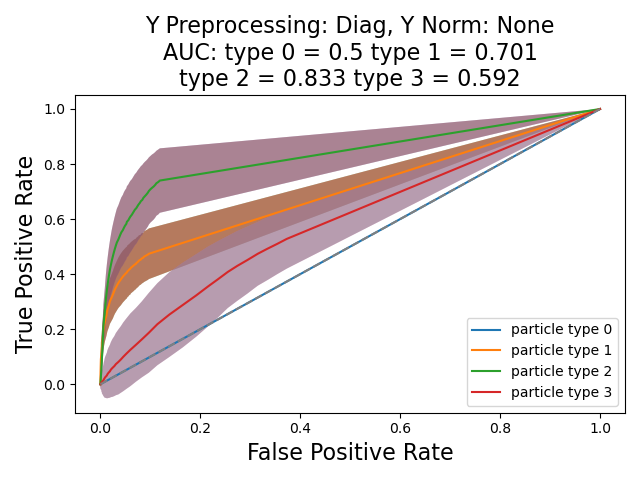 Y Preprocessing: Diag, Y Norm: None
AUC: type 0 = 0.5 type 1 = 0.701
type 2 = 0.833 type 3 = 0.592
True Positive Rate
1.0
0.8
0.6
0.4
0.2
0.0
particle type 0
particle type 1
particle type 2
particle type 3
0.0 0.2 0.4 0.6 0.8 1.0
False Positive Rate